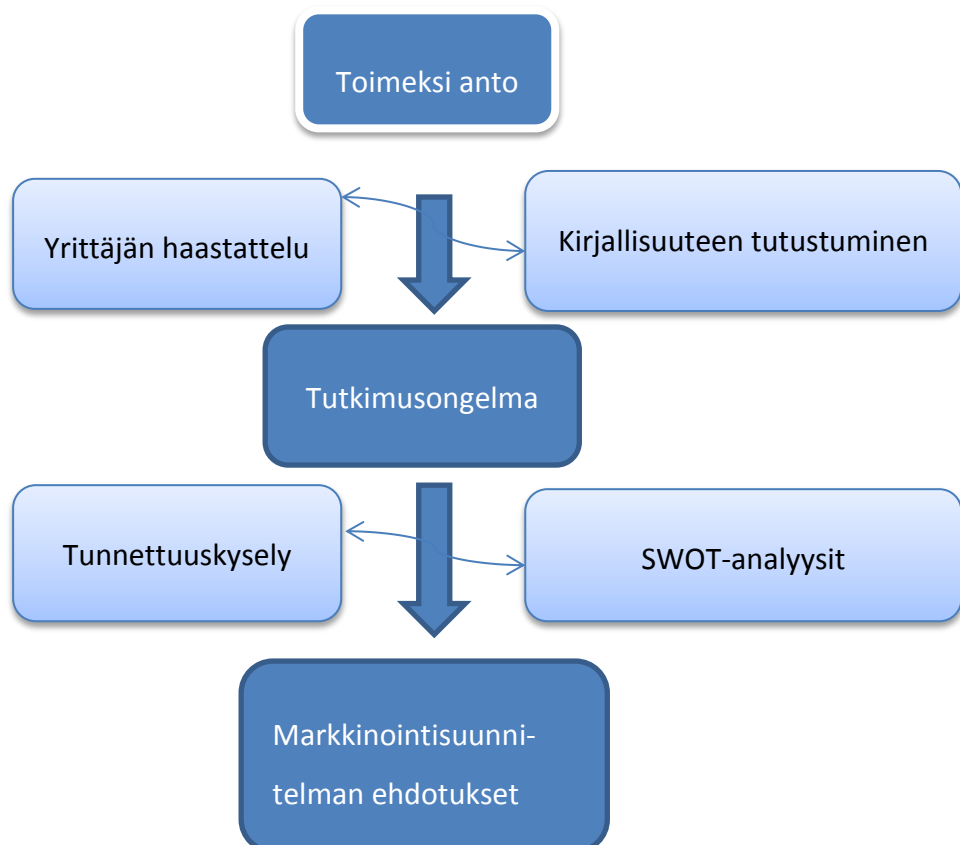 Toimeksi anto
Yrittäjän haastattelu
Kirjallisuuteen tutustuminen
Tutkimusongelma
Tunnettuuskysely
SWOT-analyysit
Markkinointisuunni-
telman ehdotukset